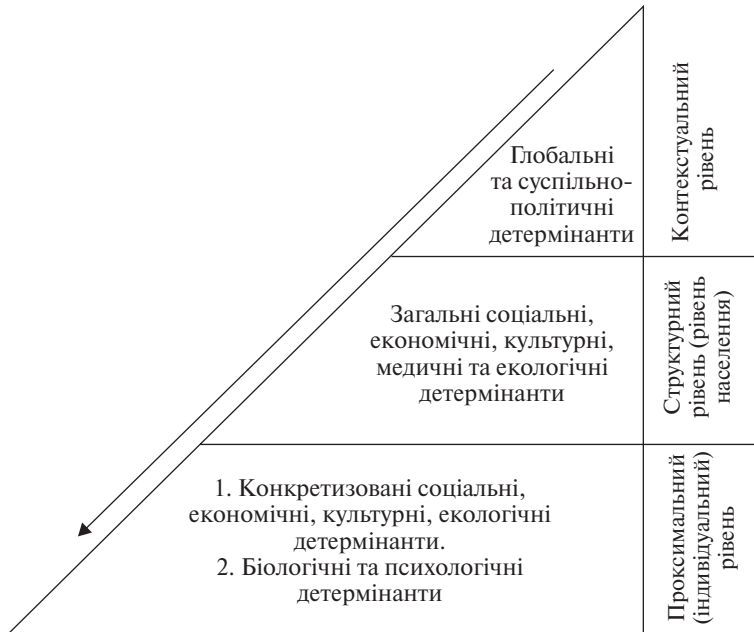 Глобальні
та суспільно-
політичні
детермінанти
Контекстуальний
рівень
Загальні соціальні,
економічні, культурні,
медичні та екологічні
детермінанти
Структурний
рівень (рівень
населення)
1. Конкретизовані соціальні,
економічні, культурні, екологічні
детермінанти.
2. Біологічні та психологічні
детермінанти
Проксимальний
(індивідуальний)
рівень